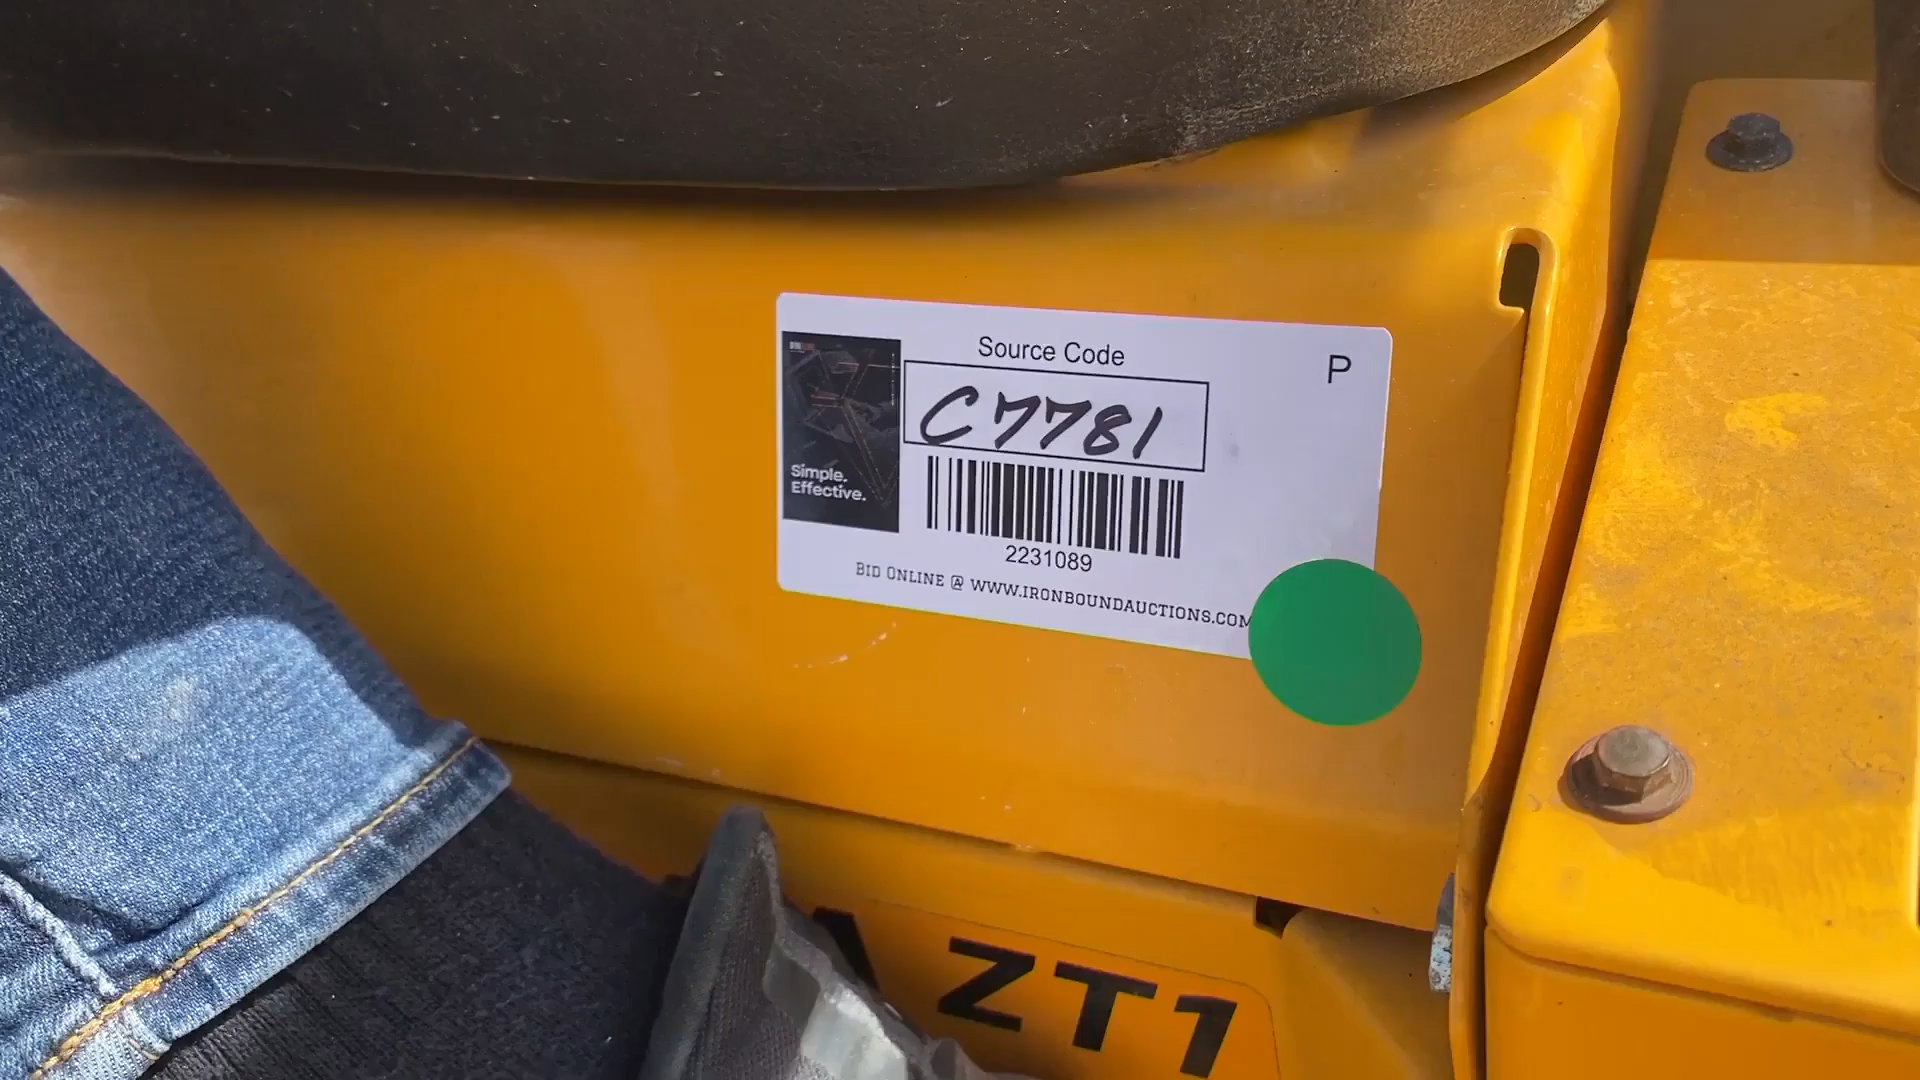 Source Code
P
C7781
Simple.
Effective.
2231089
BID ONLINE @ WWW.IRONBOUNDAUCTIONS.COM
ZT1